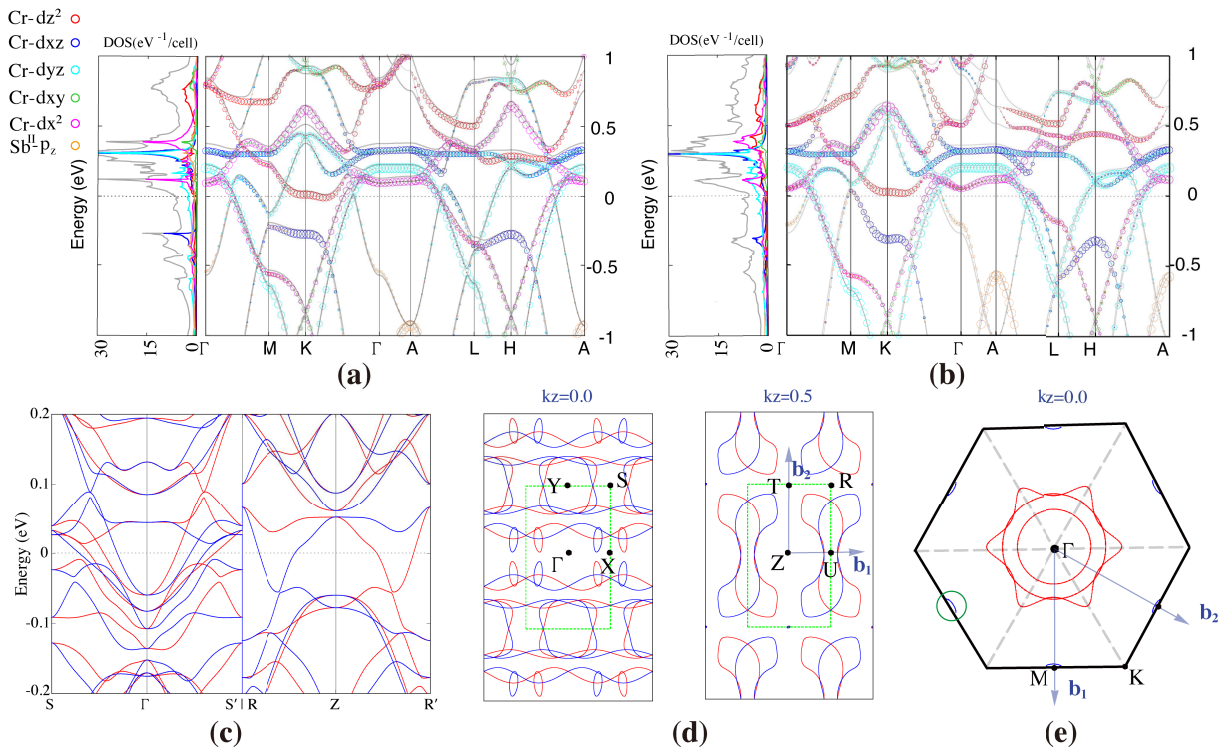 Cr-dz²
Cr-dxz
Cr-dyz
Cr-dxy
Cr-dx²
Sbᴵᴵpz
DOS(eV⁻¹/cell)
Energy (eV)
1
0.5
0
-0.5
-1
30 15 0
Γ M K Γ A L H A
(a)
DOS(eV⁻¹/cell)
Energy (eV)
1
0.5
0
-0.5
-1
30 15 0
Γ M K Γ A L H A
(b)
Energy (eV)
0.2
0.1
0
-0.1
-0.2
S Γ S′ R Z R′
(c)
kz=0.0
Y S
Γ X
kz=0.5
b₂
T R
Z U b₁
(d)
kz=0.0
Γ
b₂
M b₁ K
(e)